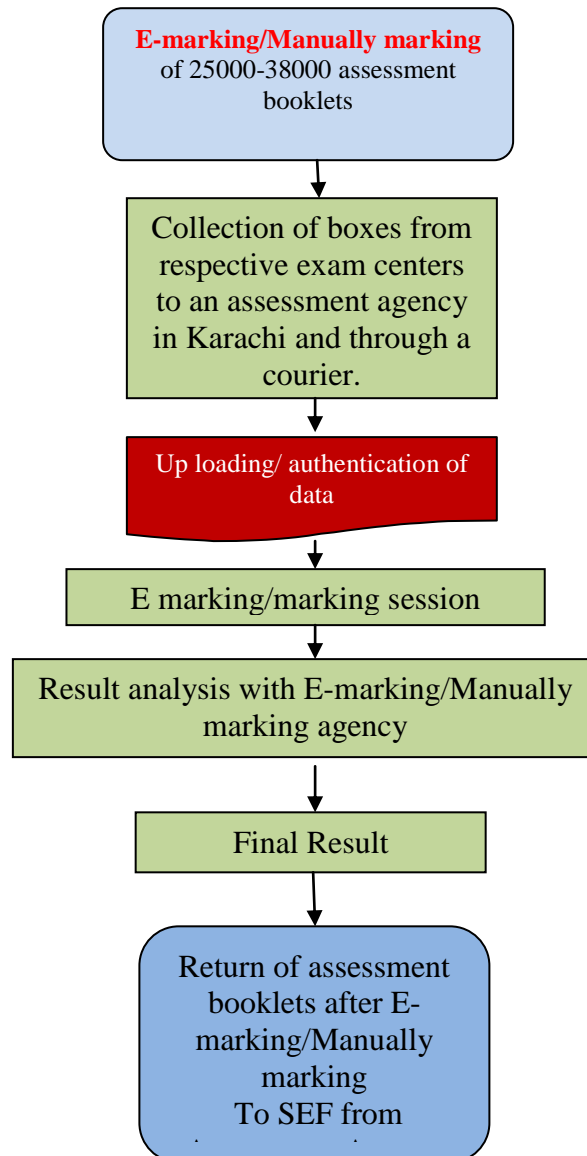 E-marking/Manually marking
of 25000-38000 assessment
booklets
Collection of boxes from
respective exam centers
to an assessment agency
in Karachi and through a
courier.
Up loading/ authentication of
data
E marking/marking session
Result analysis with E-marking/Manually
marking agency
Final Result
Return of assessment
booklets after E-
marking/Manually
marking
To SEF from